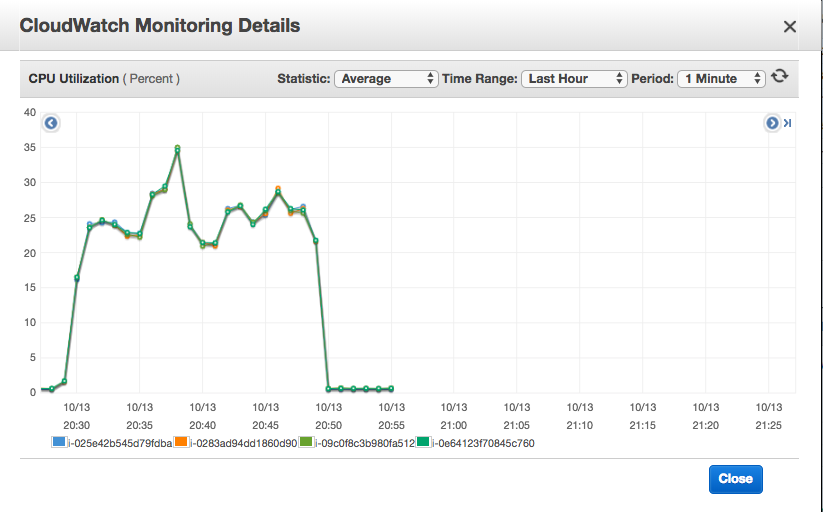 CloudWatch Monitoring Details
CPU Utilization ( Percent ) Statistic: Average Time Range: Last Hour Period: 1 Minute
40
35
30
25
20
15
10
5
0
10/13 10/13 10/13 10/13 10/13 10/13 10/13 10/13 10/13 10/13 10/13 10/13
20:30 20:35 20:40 20:45 20:50 20:55 21:00 21:05 21:10 21:15 21:20 21:25
i-025e42b545d79fdba i-0283ad94dd1860d90 i-09c0f8c3b980fa512 i-0e64123f70845c760
Close